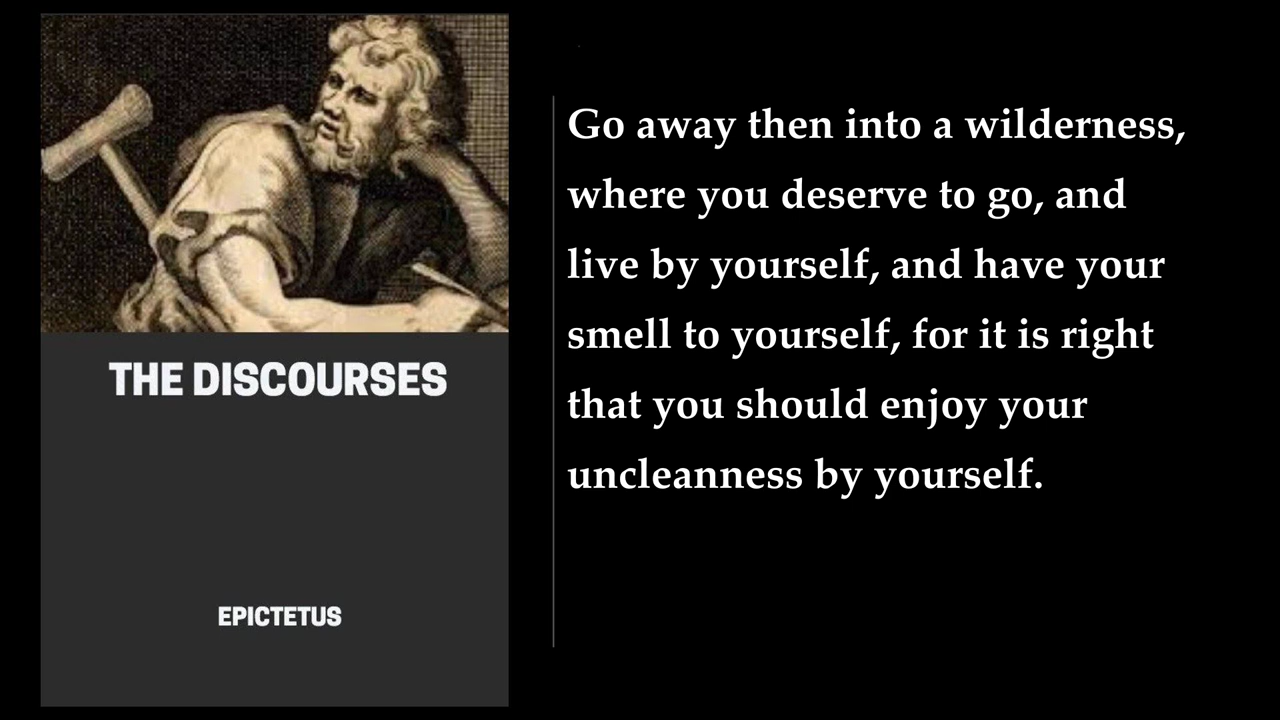 THE DISCOURSES
EPICTETUS
Go away then into a wilderness,
where you deserve to go, and
live by yourself, and have your
smell to yourself, for it is right
that you should enjoy your
uncleanness by yourself.